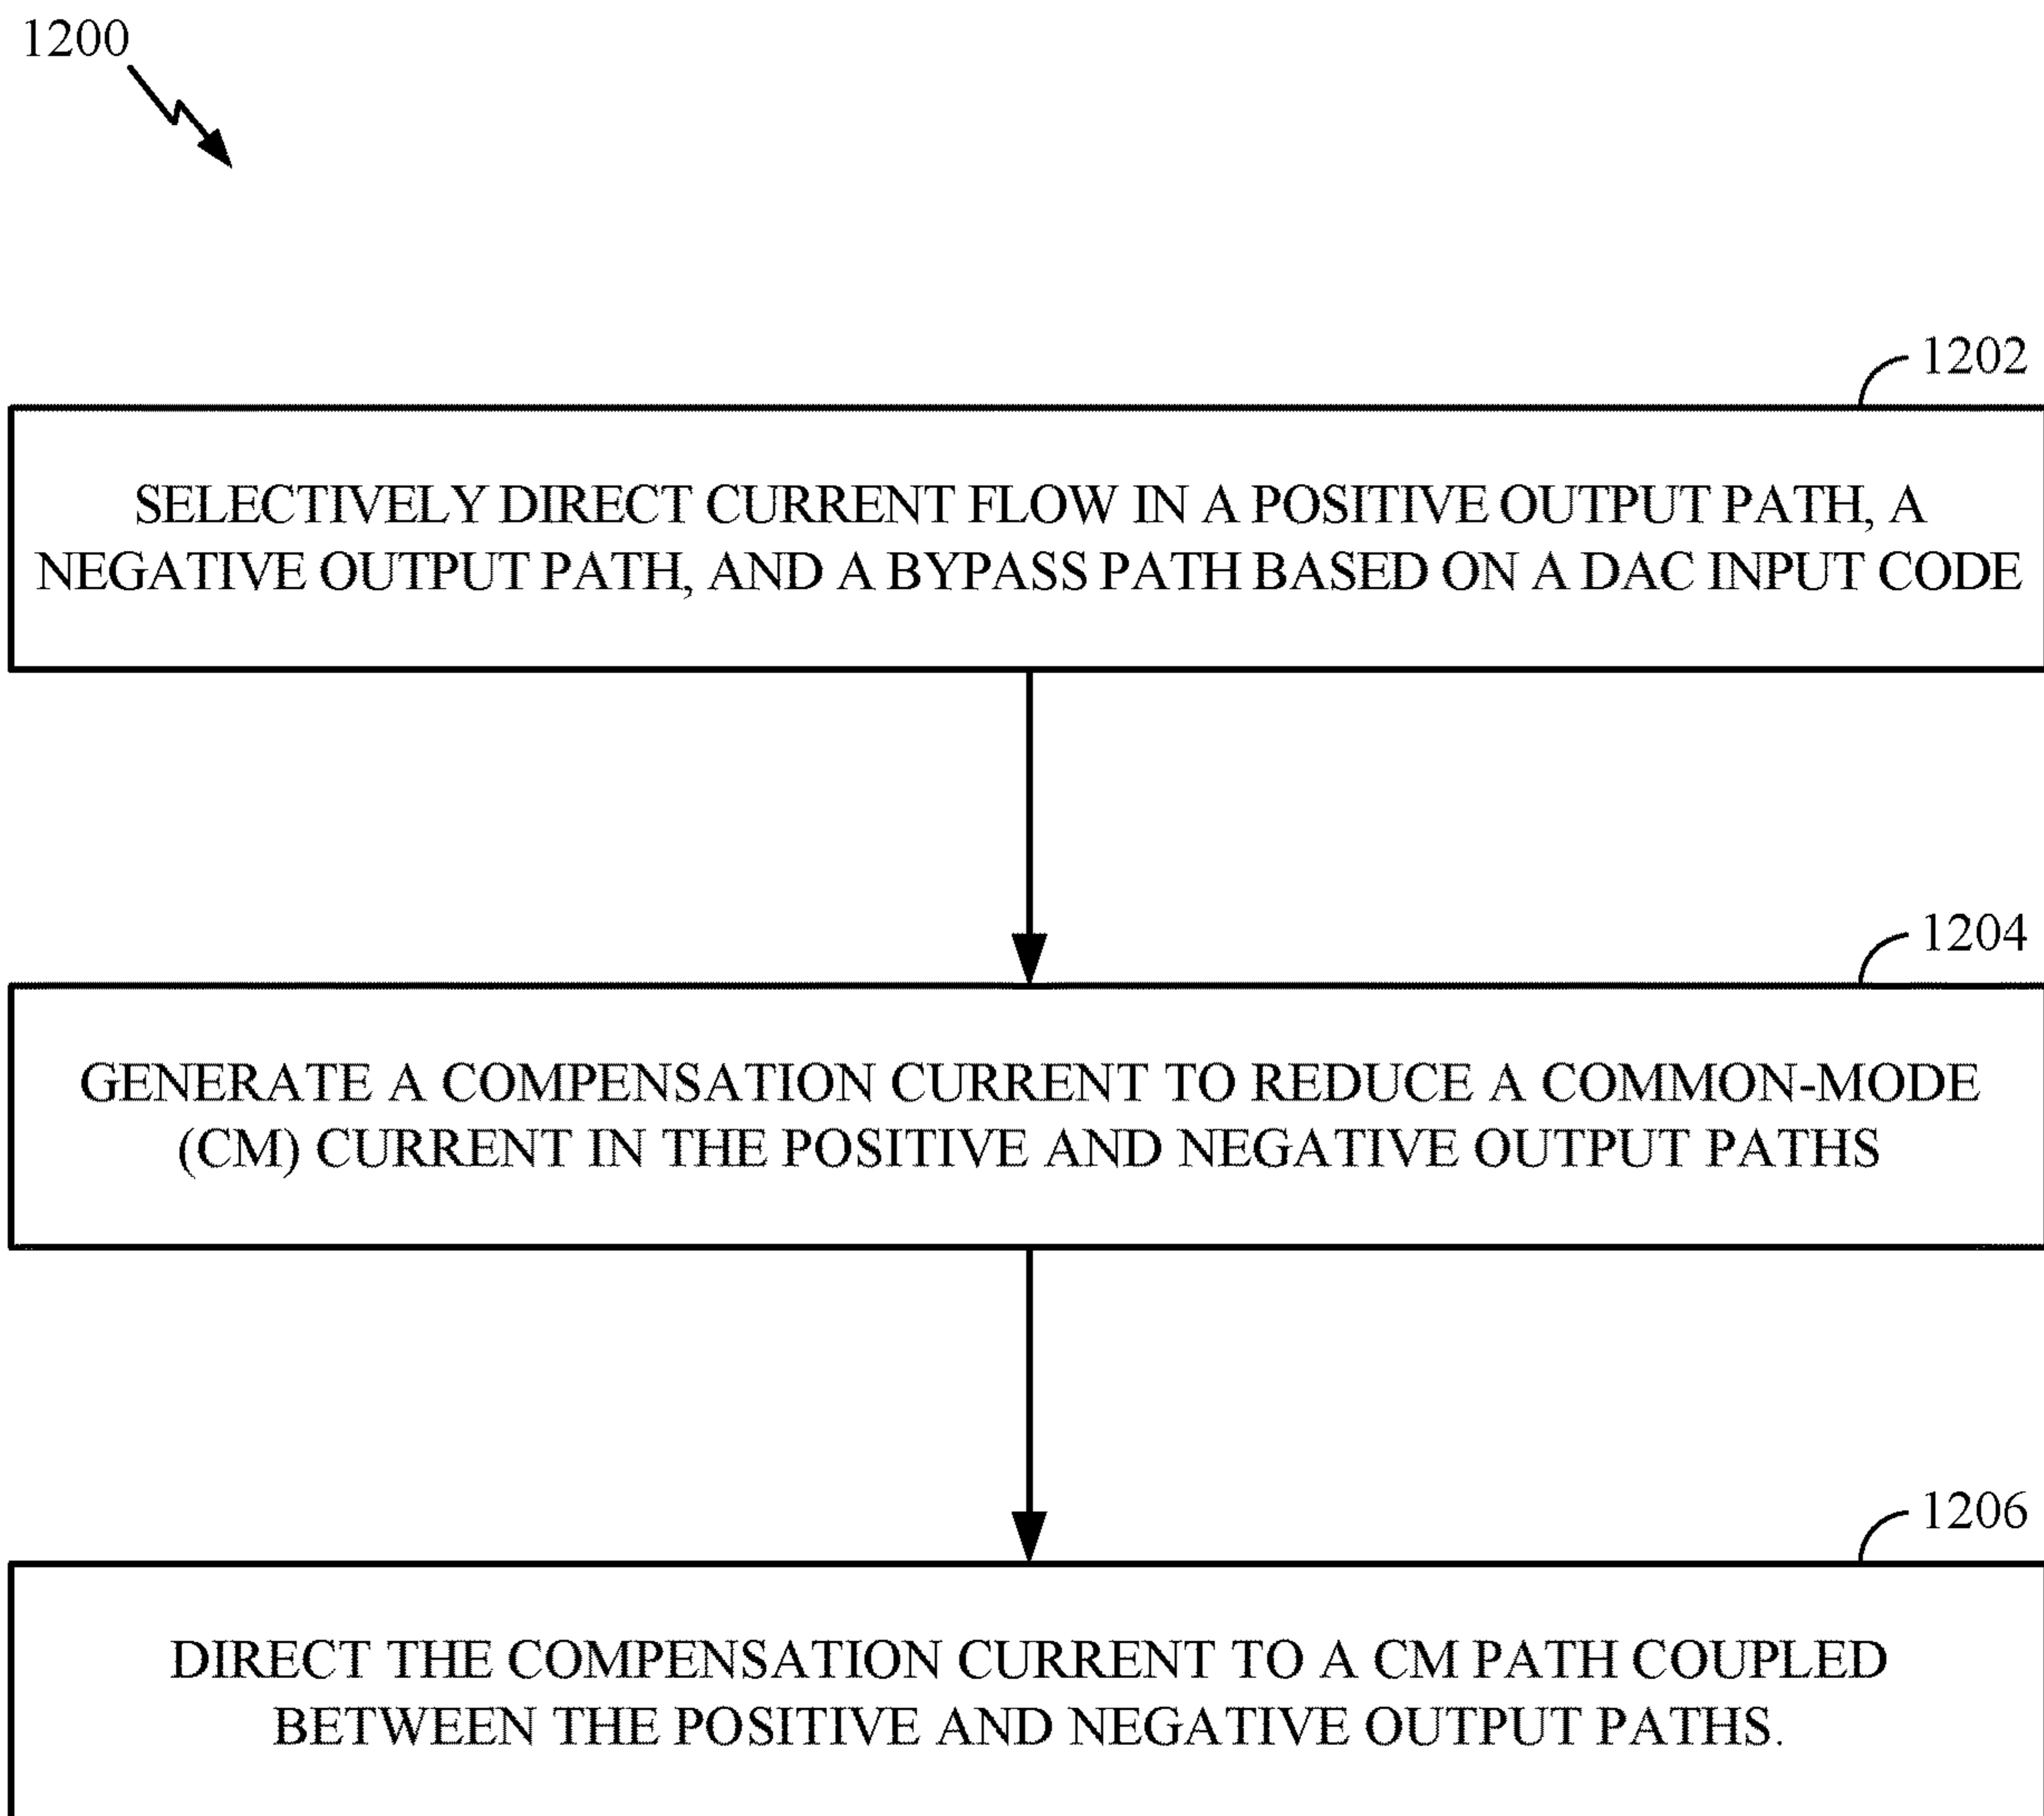 1200
1202
SELECTIVELY DIRECT CURRENT FLOW IN A POSITIVE OUTPUT PATH, A
NEGATIVE OUTPUT PATH, AND A BYPASS PATH BASED ON A DAC INPUT CODE
1204
GENERATE A COMPENSATION CURRENT TO REDUCE A COMMON-MODE
(CM) CURRENT IN THE POSITIVE AND NEGATIVE OUTPUT PATHS
1206
DIRECT THE COMPENSATION CURRENT TO A CM PATH COUPLED
BETWEEN THE POSITIVE AND NEGATIVE OUTPUT PATHS.